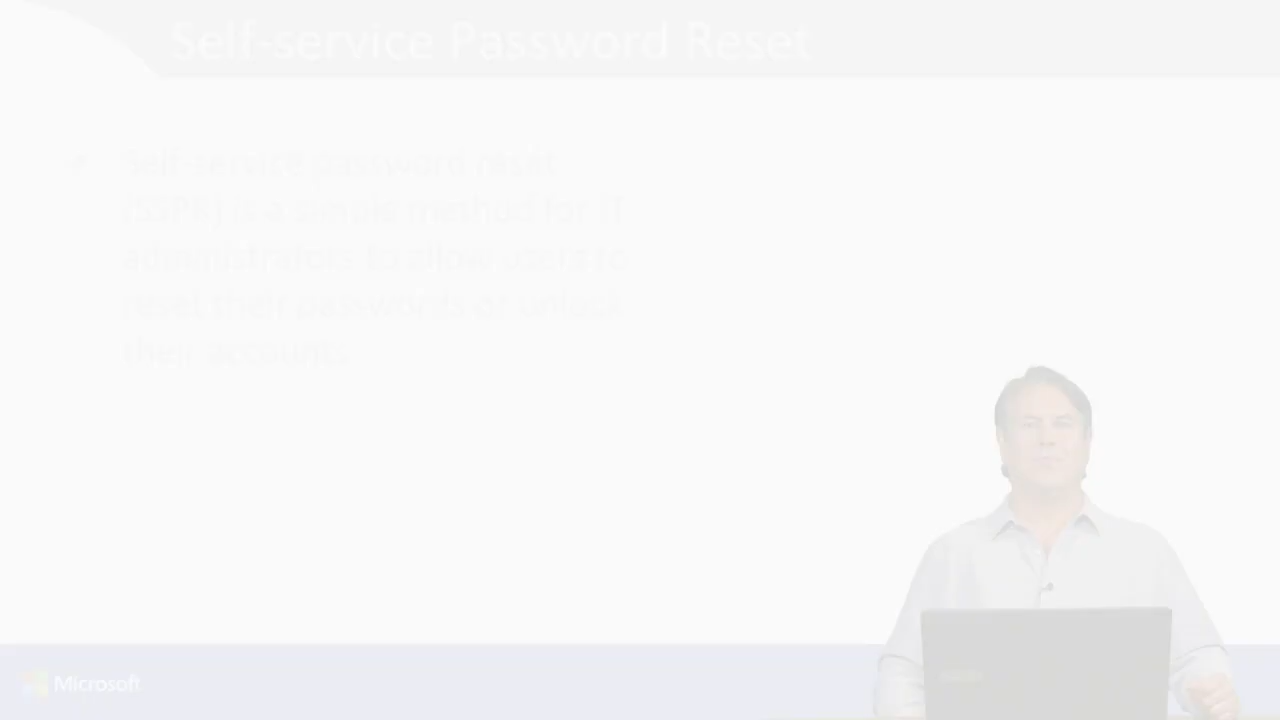 Self-service Password Reset
Self-service password reset
(SSPR) is a simple method for IT
administrators to allow users to
reset their passwords or unlock
their accounts.
Microsoft